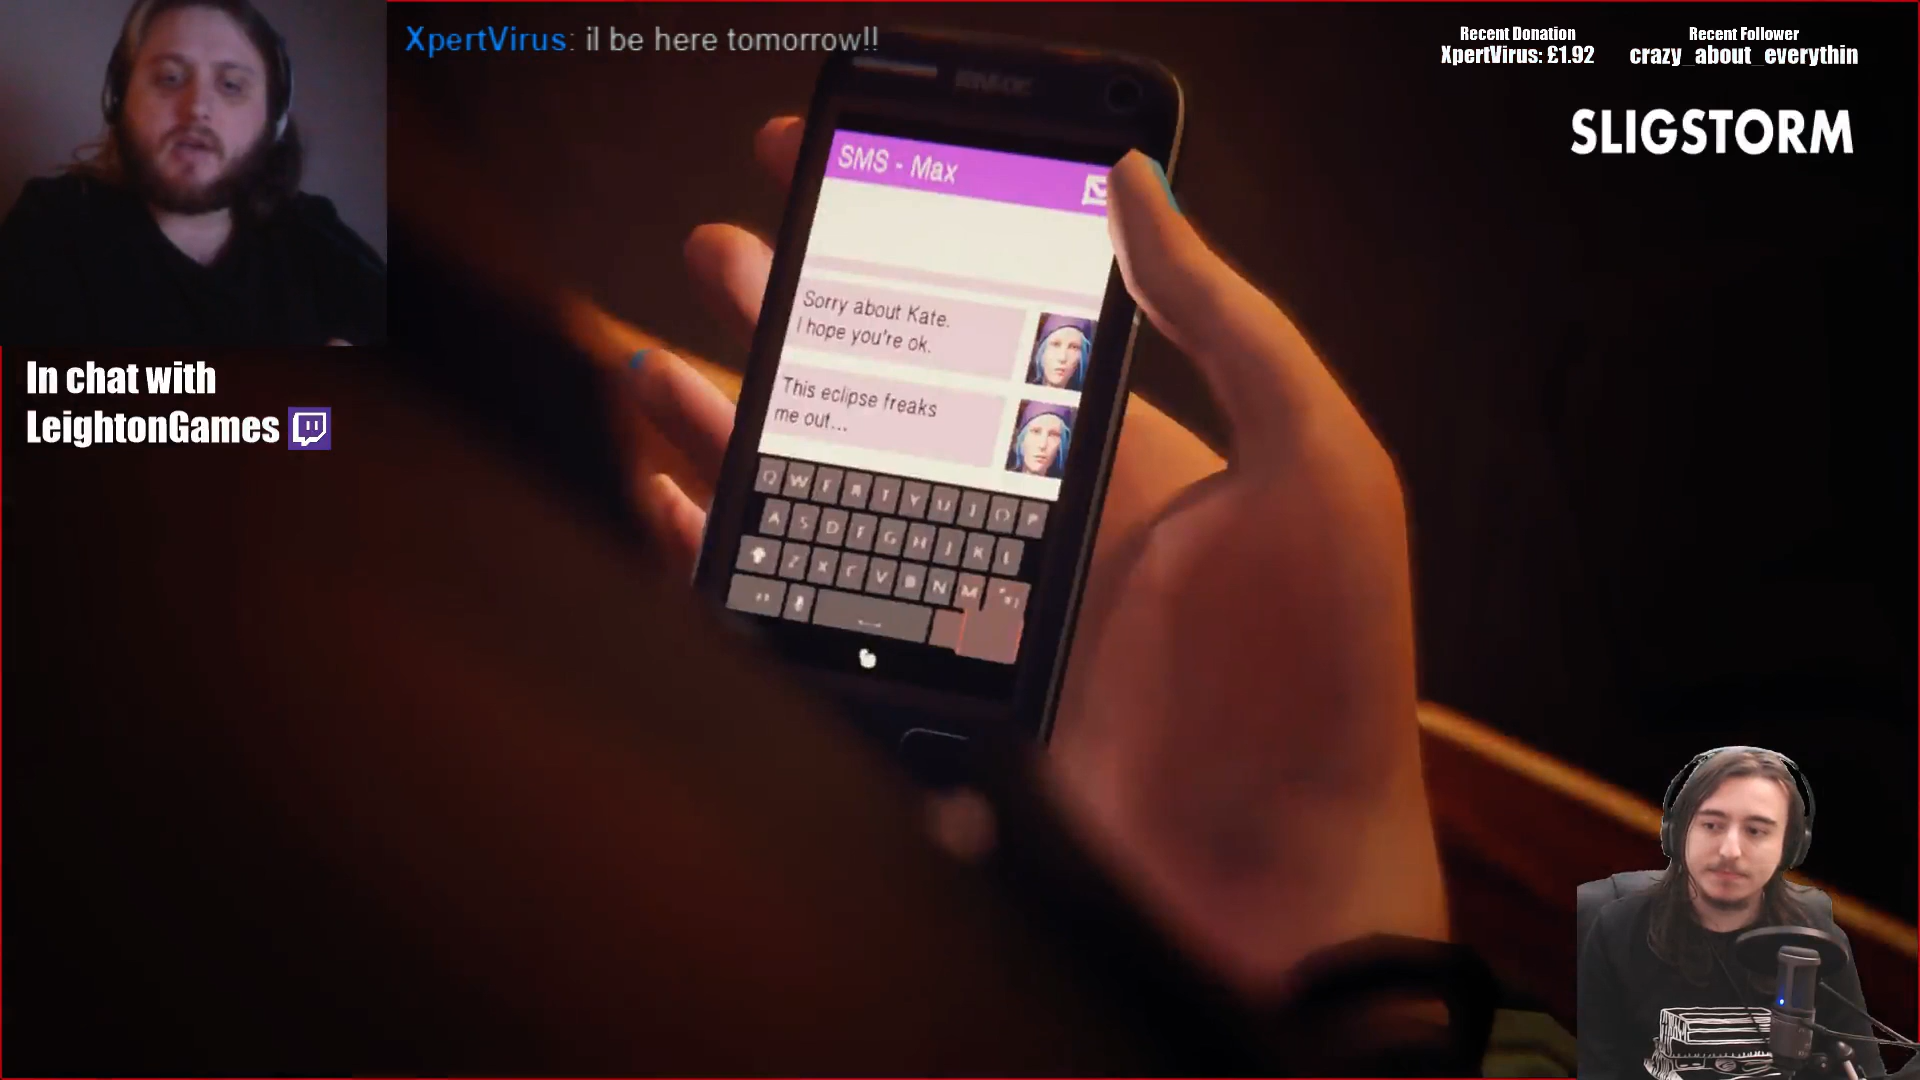 XpertVirus: il be here tomorrow!!
Recent Donation
XpertVirus: £1.92
Recent Follower
crazy_about_everythin
SLIGSTORM
SMS - Max
Sorry about Kate.
I hope you're ok.
This eclipse freaks
me out...
Q W E R T Y U I O P
A S D F G H J K L
Z X C V B N M
In chat with
LeightonGames